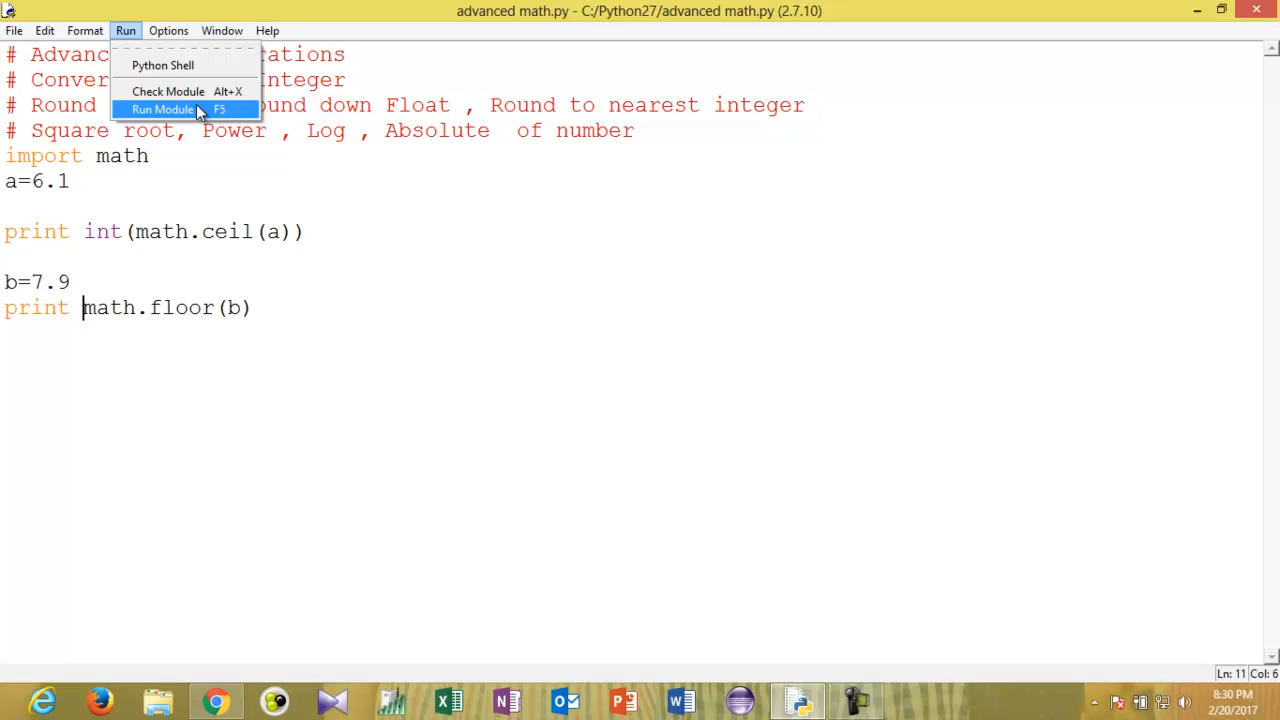 advanced math.py - C:/Python27/advanced math.py (2.7.10)
File Edit Format Run Options Window Help
# Advanc rations
Python Shell
# Conver Integer
Check Module Alt+X
# Round ound down Float , Round to nearest integer
Run Module F5
# Square root, Power , Log , Absolute of number
import math
a=6.1
print int(math.ceil(a))
b=7.9
print math.floor(b)
Ln: 11 Col: 6
8:30 PM
2/20/2017